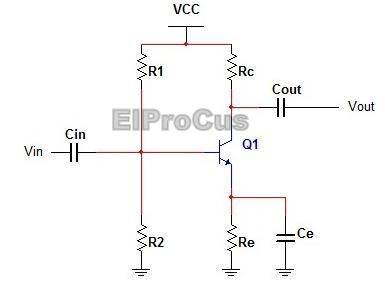 VCC
R1
Rc
Cout
Vout
ElProCus
Cin
Vin
Q1
R2
Re
Ce